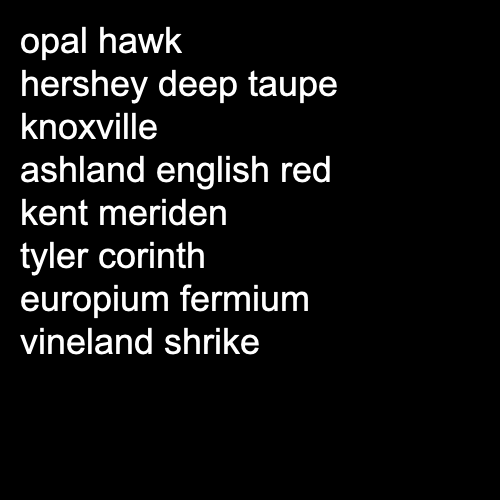 opal hawk
hershey deep taupe
knoxville
ashland english red
kent meriden
tyler corinth
europium fermium
vineland shrike